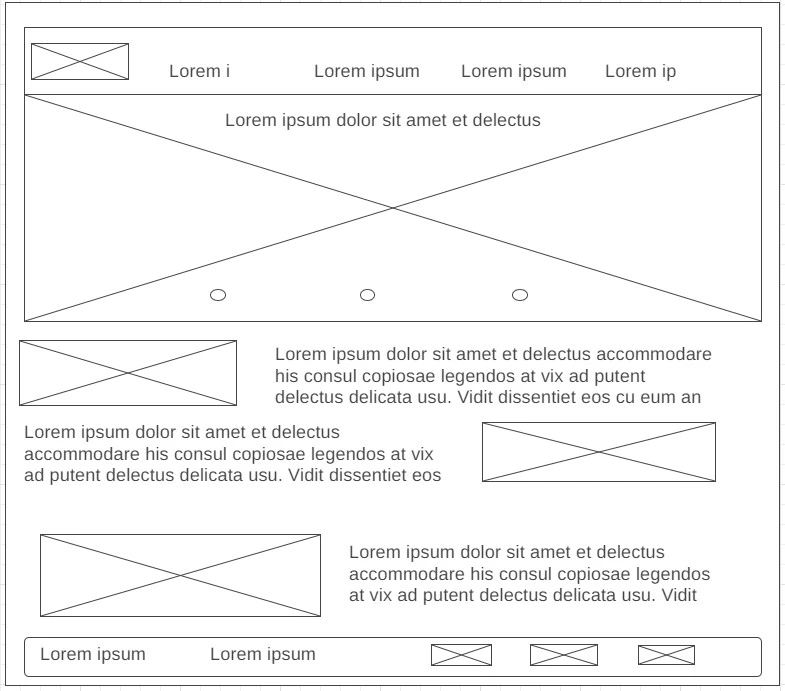 Lorem i
Lorem ipsum
Lorem ipsum
Lorem ip
Lorem ipsum dolor sit amet et delectus
Lorem ipsum dolor sit amet et delectus accommodare
his consul copiosae legendos at vix ad putent
delectus delicata usu. Vidit dissentiet eos cu eum an
Lorem ipsum dolor sit amet et delectus
accommodare his consul copiosae legendos at vix
ad putent delectus delicata usu. Vidit dissentiet eos
Lorem ipsum dolor sit amet et delectus
accommodare his consul copiosae legendos
at vix ad putent delectus delicata usu. Vidit
Lorem ipsum
Lorem ipsum